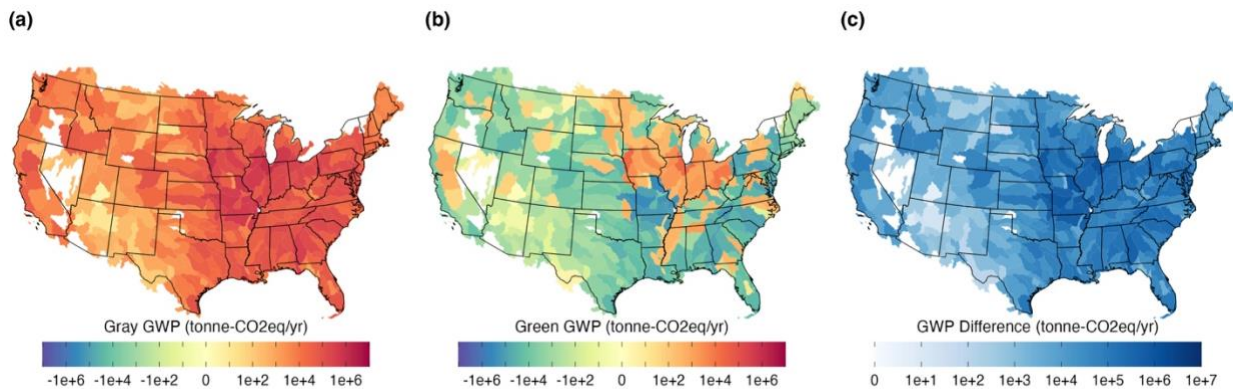 (a)
(b)
(c)
Gray GWP (tonne-CO2eq/yr)
Green GWP (tonne-CO2eq/yr)
GWP Difference (tonne-CO2eq/yr)
-1e+6 -1e+4 -1e+2 0 1e+2 1e+4 1e+6
-1e+6 -1e+4 -1e+2 0 1e+2 1e+4 1e+6
0 1e+1 1e+2 1e+3 1e+4 1e+5 1e+6 1e+7